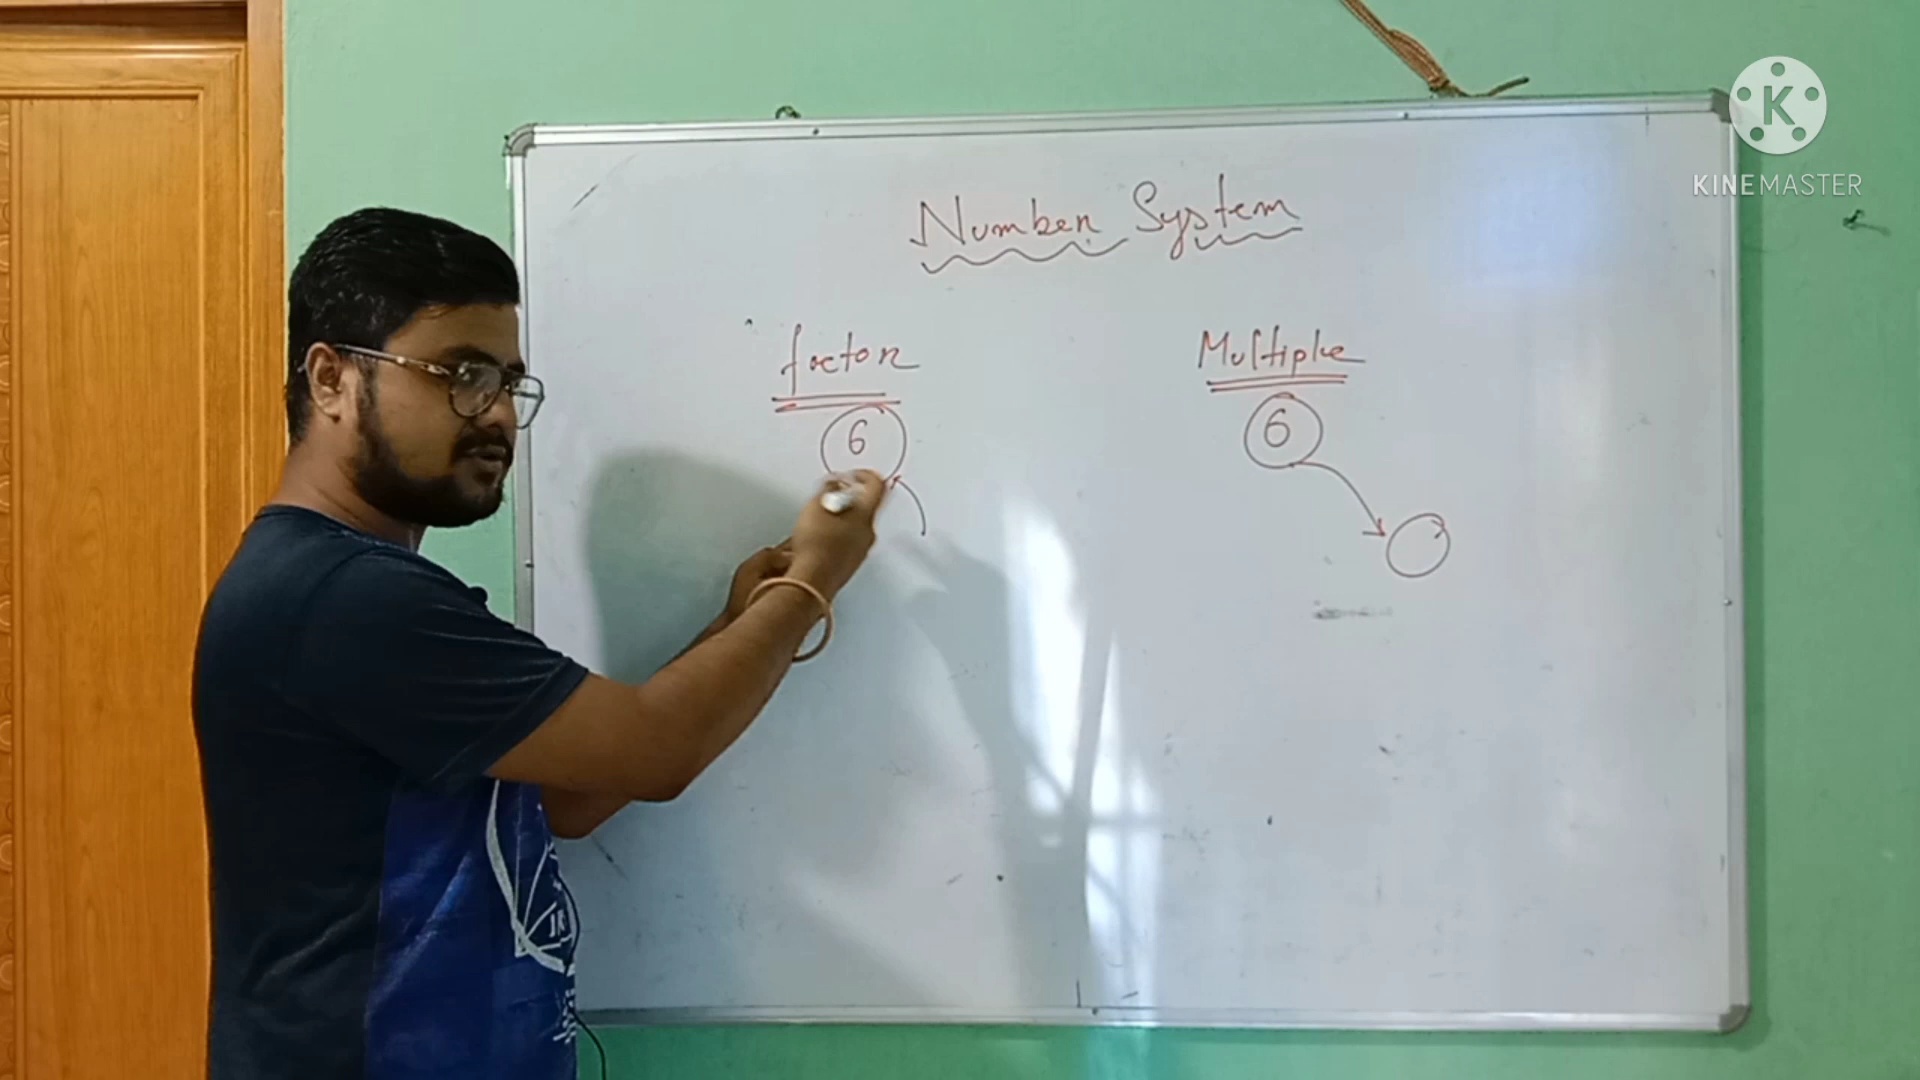 KINEMASTER
Number System
factor
Multiple
6
6